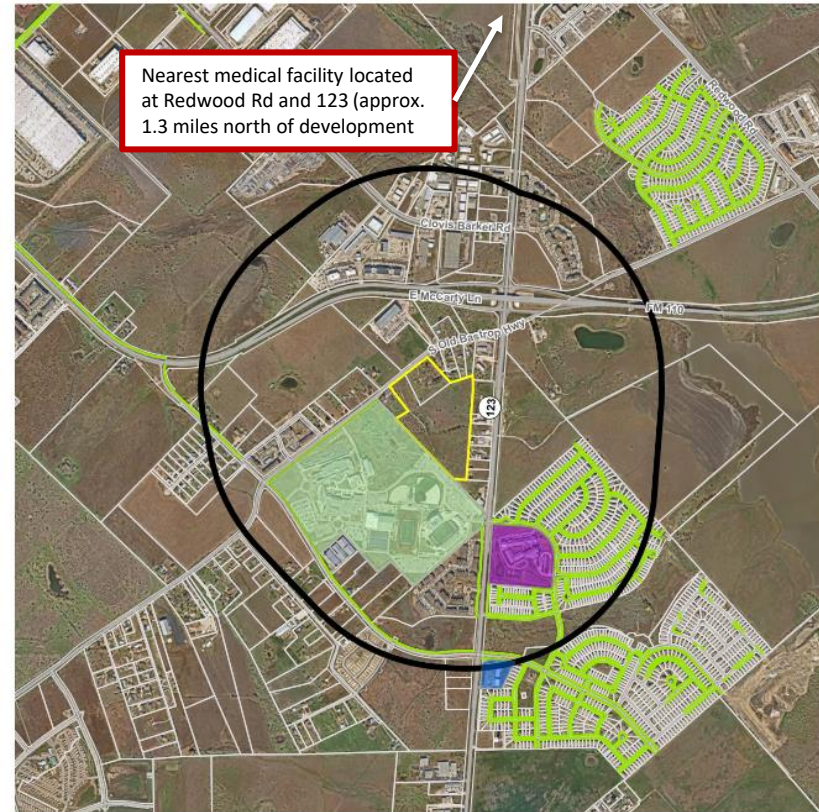 Nearest medical facility located
at Redwood Rd and 123 (approx.
1.3 miles north of development
Redwood Rd
Clovis Barker Rd
E McCarty Ln
FM 110
S Old Bastrop Hwy
123